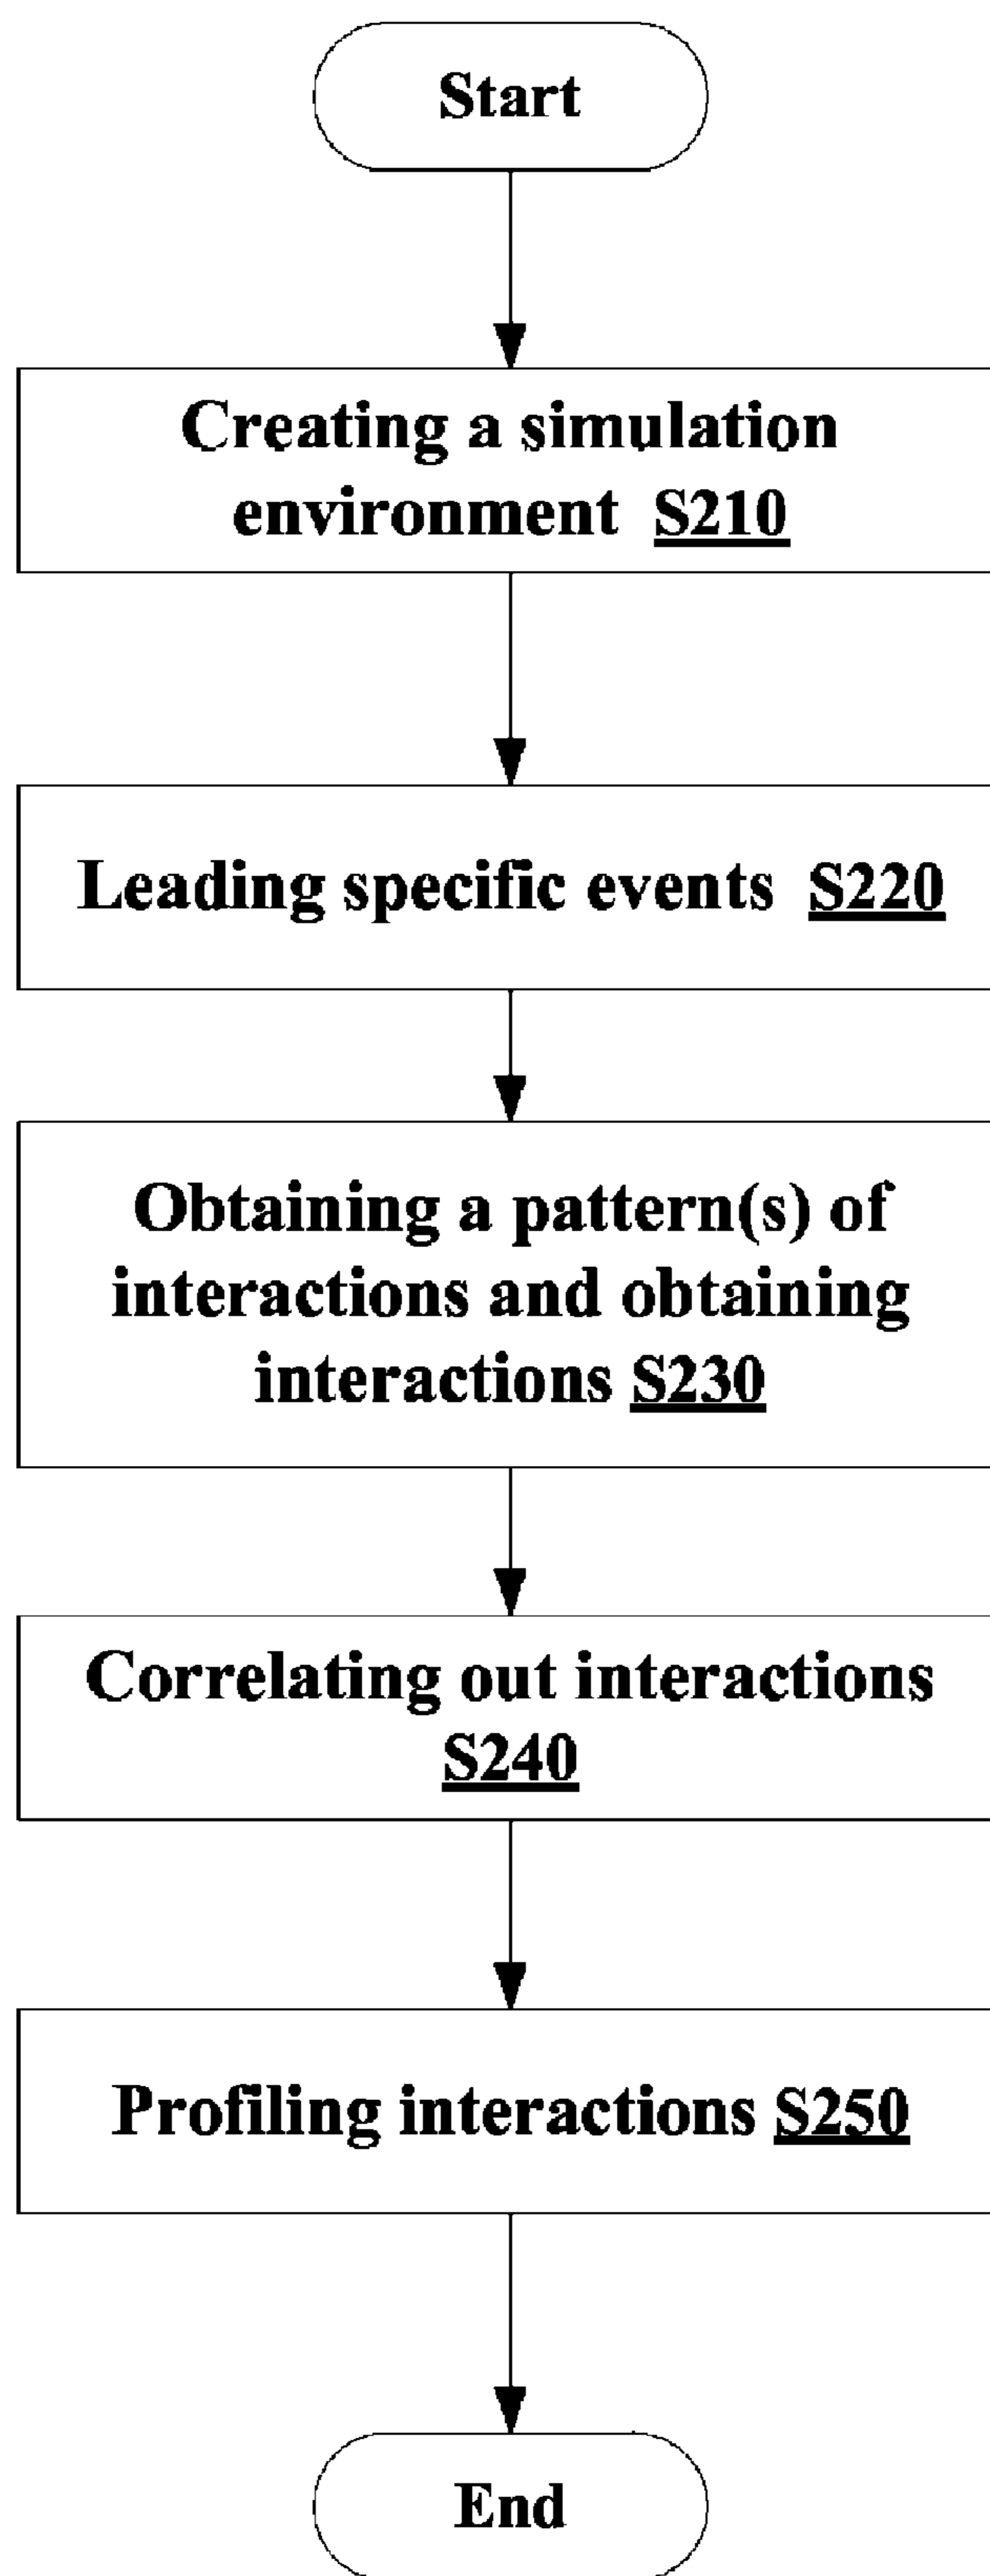 Start
Creating a simulation
environment S210
Leading specific events S220
Obtaining a pattern(s) of
interactions and obtaining
interactions S230
Correlating out interactions
S240
Profiling interactions S250
End